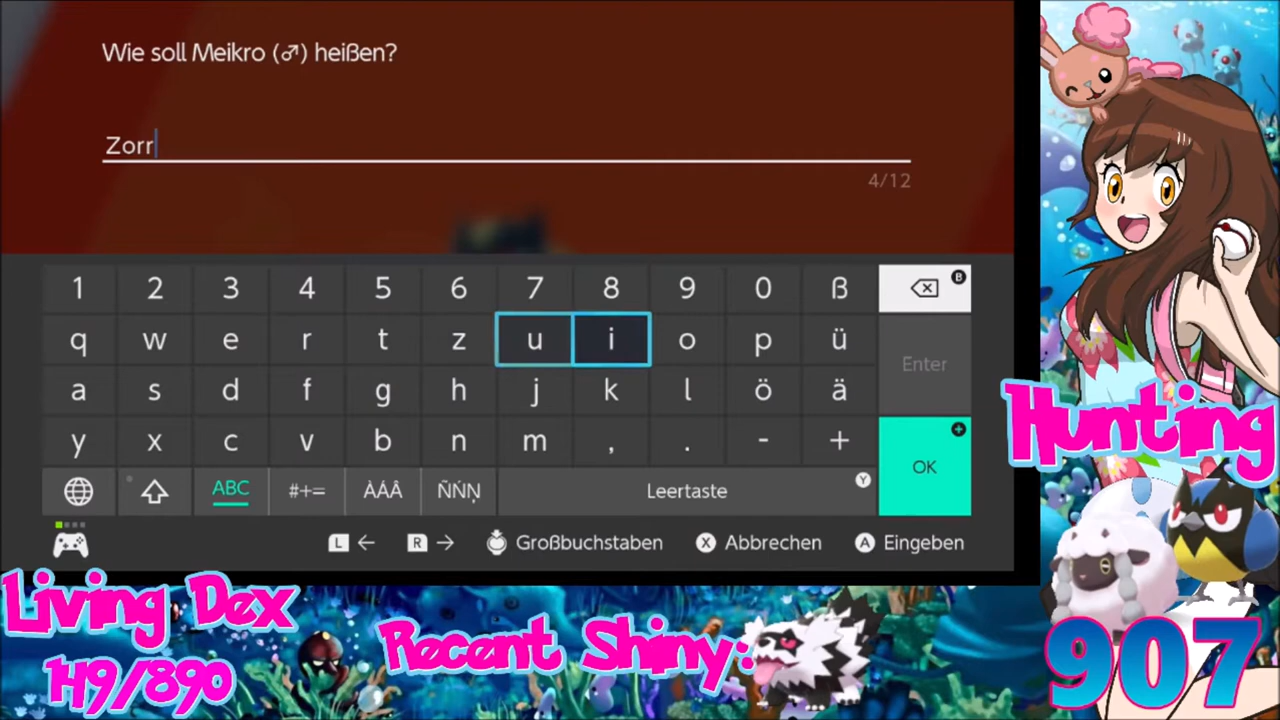 Wie soll Meikro (♂) heißen?
Zorr
4/12
1 2 3 4 5 6 7 8 9 0 ß B
q w e r t z u i o p ü
Enter
a s d f g h j k l ö ä
y x c v b n m , . - +
OK +
ABC #+= ÀÁÂ ÑŃŅ Leertaste Y
L ← R → Großbuchstaben X Abbrechen A Eingeben
Hunting
907
Living Dex
149/890
Recent Shiny: